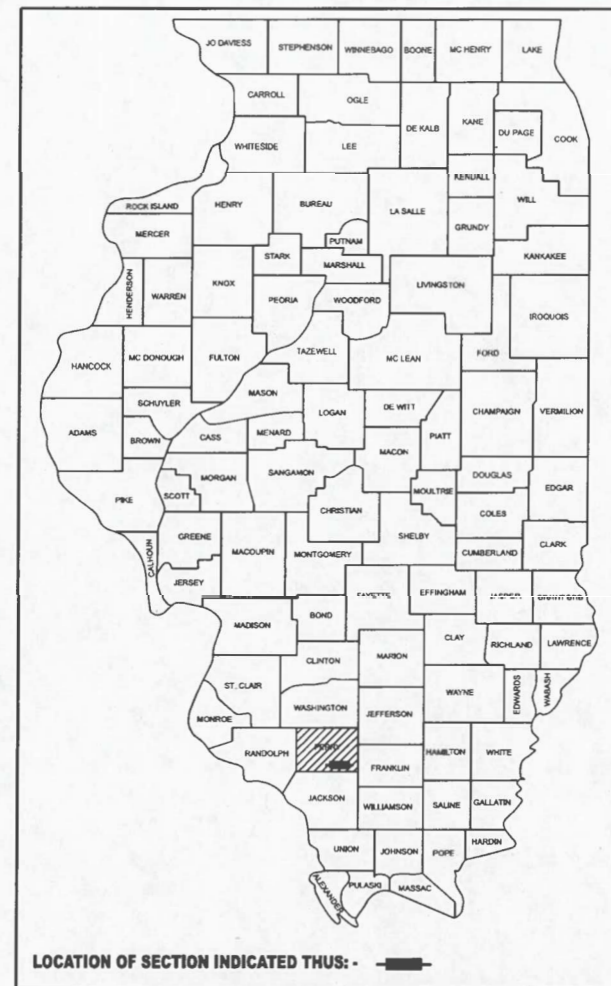 JO DAVIESS STEPHENSON WINNEBAGO BOONE MC HENRY LAKE
CARROLL OGLE DE KALB KANE DU PAGE COOK
WHITESIDE LEE
KENDALL WILL
ROCK ISLAND HENRY BUREAU LA SALLE GRUNDY
MERCER PUTNAM
STARK MARSHALL KANKAKEE
HENDERSON WARREN KNOX PEORIA WOODFORD LIVINGSTON IROQUOIS
HANCOCK MC DONOUGH FULTON TAZEWELL MC LEAN FORD
SCHUYLER MASON LOGAN DE WITT CHAMPAIGN VERMILION
ADAMS BROWN CASS MENARD PIATT
MACON
PIKE SCOTT MORGAN SANGAMON MOULTRIE DOUGLAS EDGAR
CHRISTIAN COLES
CALHOUN GREENE MACOUPIN MONTGOMERY SHELBY CUMBERLAND CLARK
JERSEY FAYETTE EFFINGHAM JASPER CRAWFORD
MADISON BOND CLAY RICHLAND LAWRENCE
CLINTON MARION
ST. CLAIR WAYNE EDWARDS WABASH
MONROE WASHINGTON JEFFERSON
RANDOLPH PERRY FRANKLIN HAMILTON WHITE
JACKSON WILLIAMSON SALINE GALLATIN
UNION JOHNSON POPE HARDIN
ALEXANDER PULASKI MASSAC
LOCATION OF SECTION INDICATED THUS: -